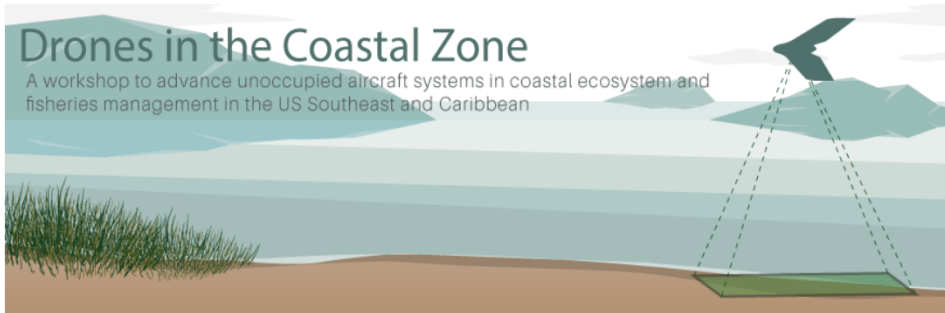 Drones in the Coastal Zone
A workshop to advance unoccupied aircraft systems in coastal ecosystem and
fisheries management in the US Southeast and Caribbean